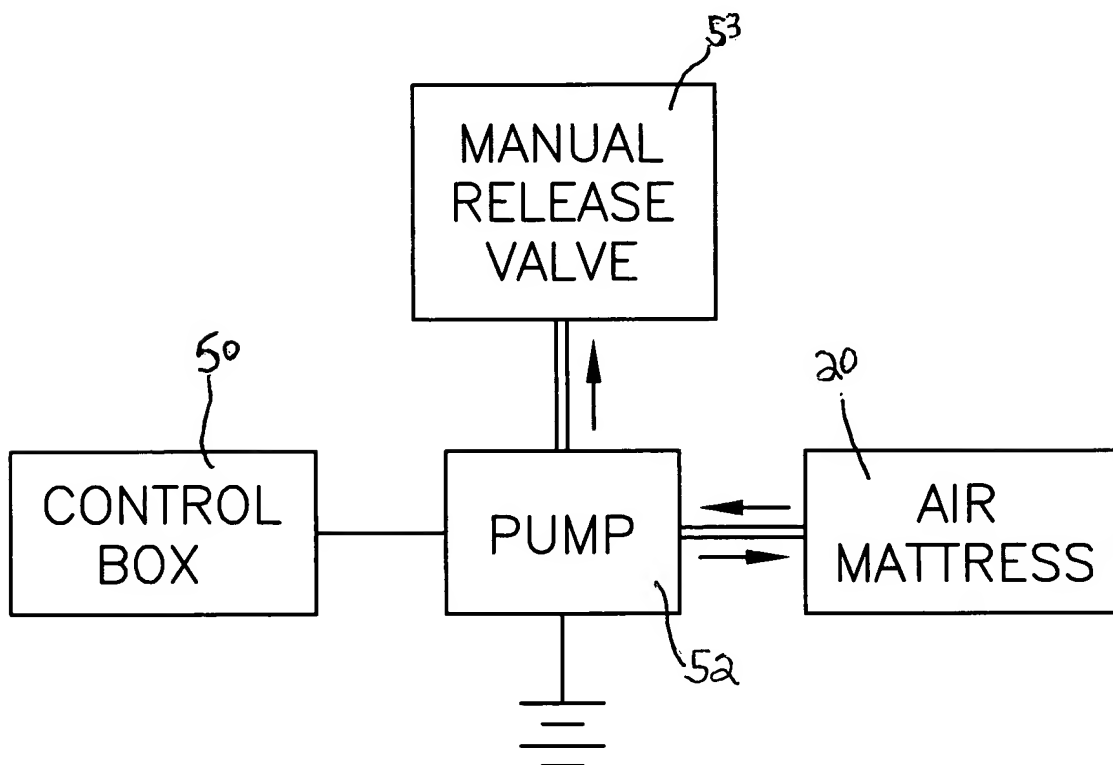 53
MANUAL
RELEASE
VALVE
50
20
CONTROL
BOX
PUMP
AIR
MATTRESS
52